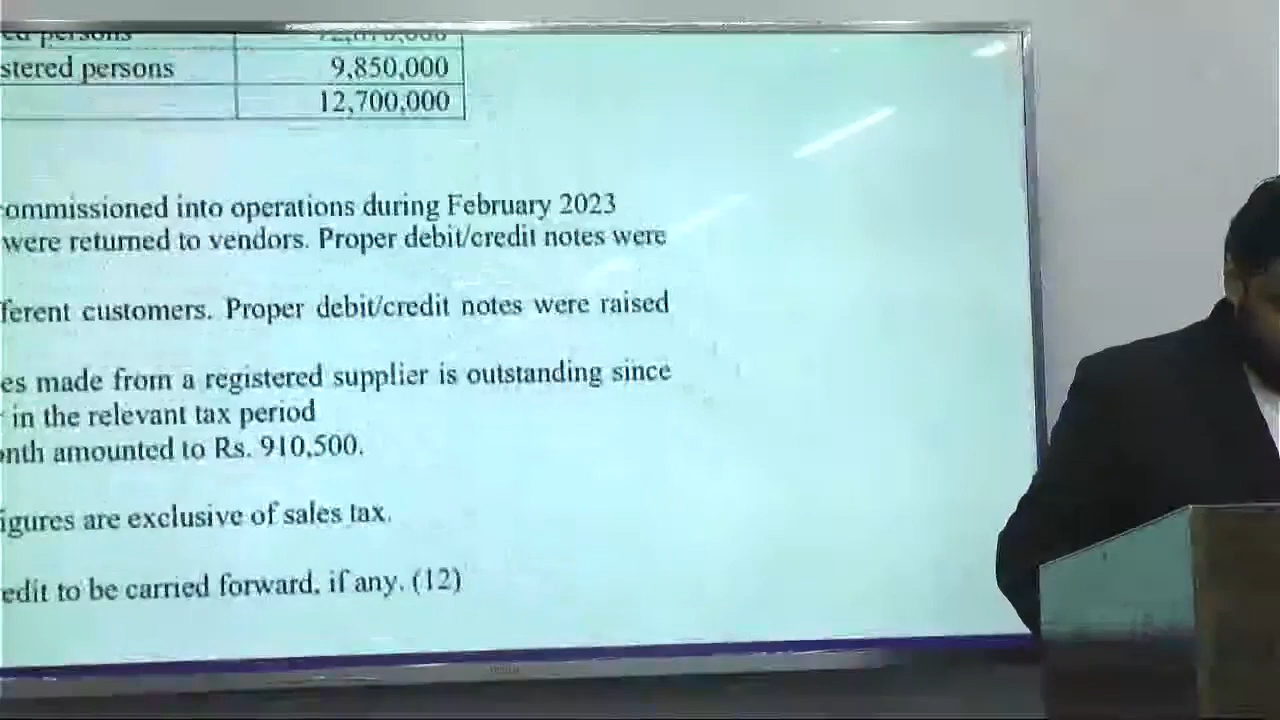 stered persons 9,850,000
12,700,000
ommissioned into operations during February 2023
were returned to vendors. Proper debit/credit notes were
ferent customers. Proper debit/credit notes were raised
es made from a registered supplier is outstanding since
in the relevant tax period
nth amounted to Rs. 910,500.
igures are exclusive of sales tax.
edit to be carried forward, if any. (12)